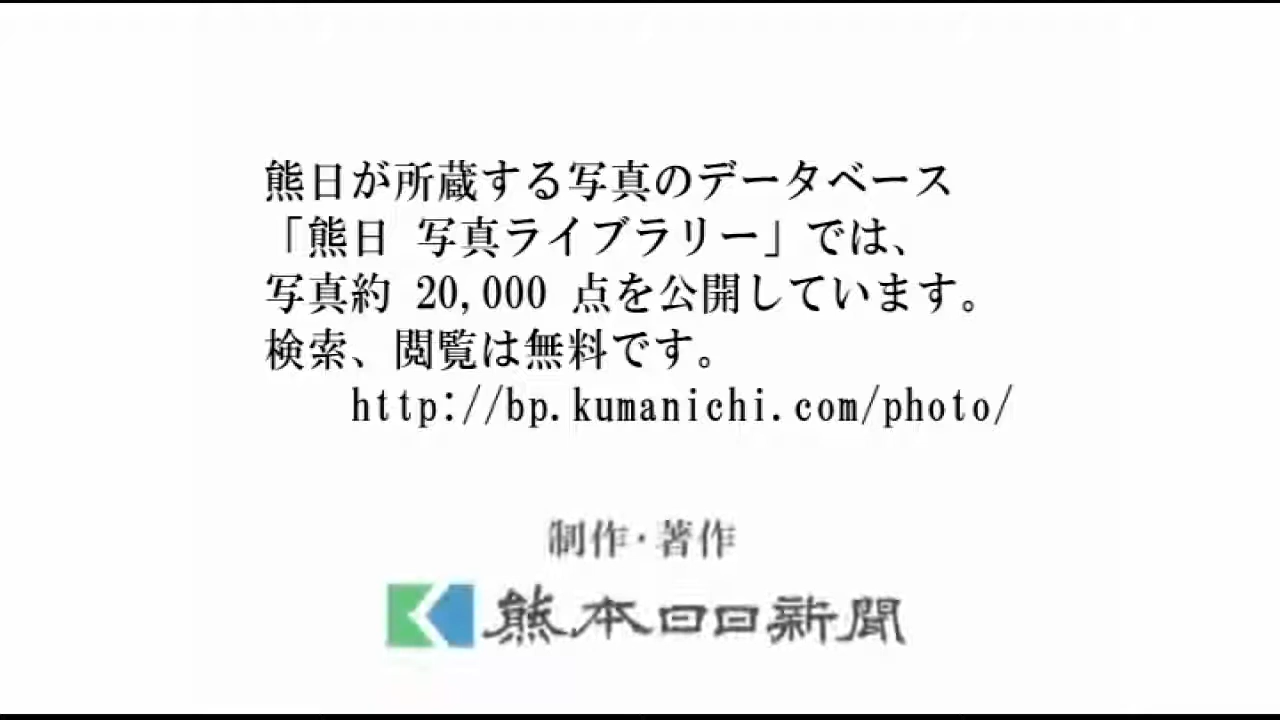 熊日が所蔵する写真のデータベース
「熊日 写真ライブラリー」では、
写真約 20,000 点を公開しています。
検索、閲覧は無料です。
http://bp.kumanichi.com/photo/
制作・著作
熊本日日新聞